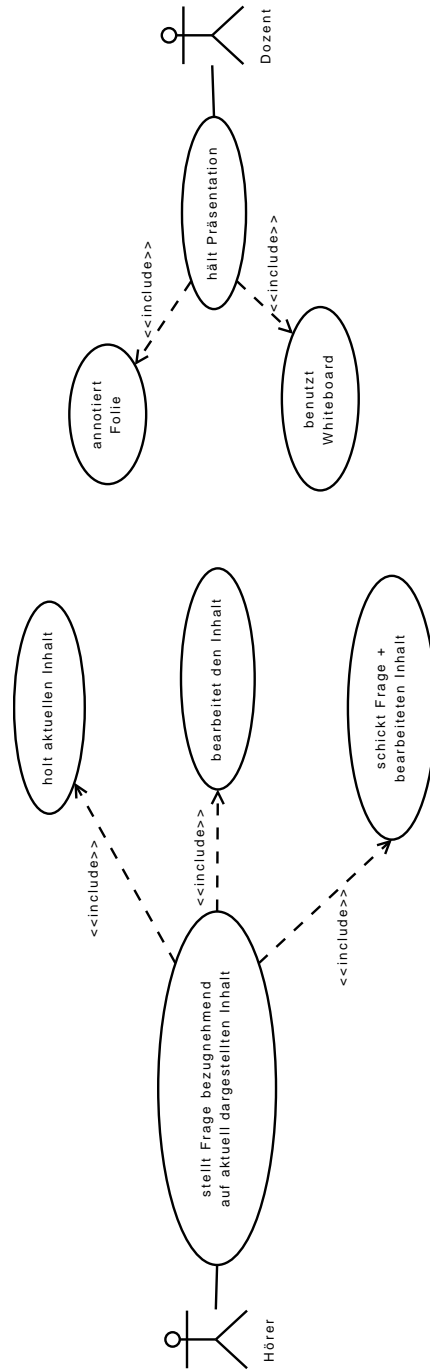 Hörer
stellt Frage bezugnehmend
auf aktuell dargestellten Inhalt
<<include>>
<<include>>
<<include>>
holt aktuellen Inhalt
bearbeitet den Inhalt
schickt Frage +
bearbeiteten Inhalt
annotiert
Folie
benutzt
Whiteboard
<<include>>
<<include>>
hält Präsentation
Dozent